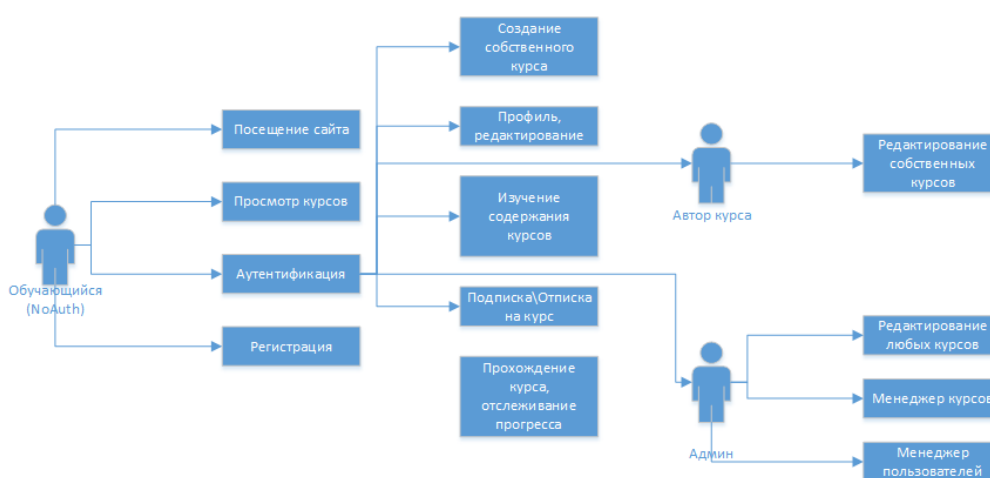 Создание
собственного
курса
Посещение сайта
Профиль,
редактирование
Редактирование
собственных
курсов
Просмотр курсов
Изучение
содержания
курсов
Автор курса
Аутентификация
Обучающийся
(NoAuth)
Подписка\Отписка
на курс
Регистрация
Редактирование
любых курсов
Прохождение
курса,
отслеживание
прогресса
Менеджер курсов
Админ
Менеджер
пользователей